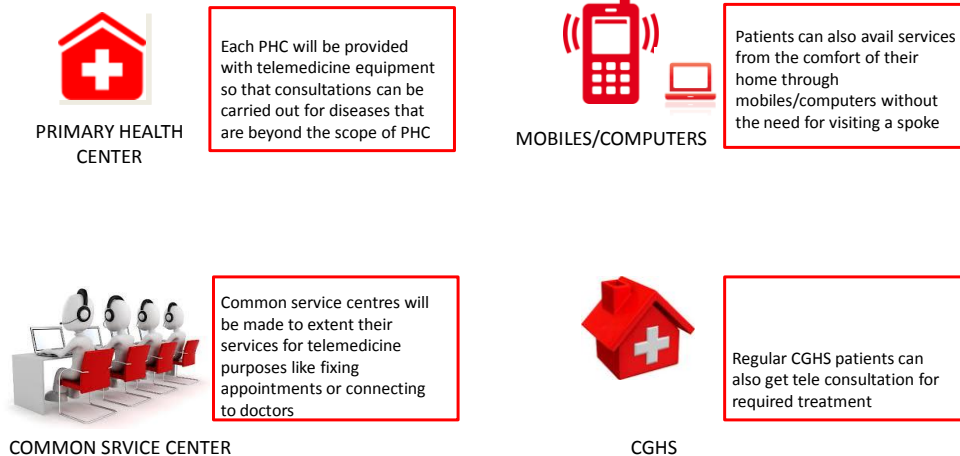 PRIMARY HEALTH
CENTER
Each PHC will be provided
with telemedicine equipment
so that consultations can be
carried out for diseases that
are beyond the scope of PHC
MOBILES/COMPUTERS
Patients can also avail services
from the comfort of their
home through
mobiles/computers without
the need for visiting a spoke
COMMON SRVICE CENTER
Common service centres will
be made to extent their
services for telemedicine
purposes like fixing
appointments or connecting
to doctors
CGHS
Regular CGHS patients can
also get tele consultation for
required treatment